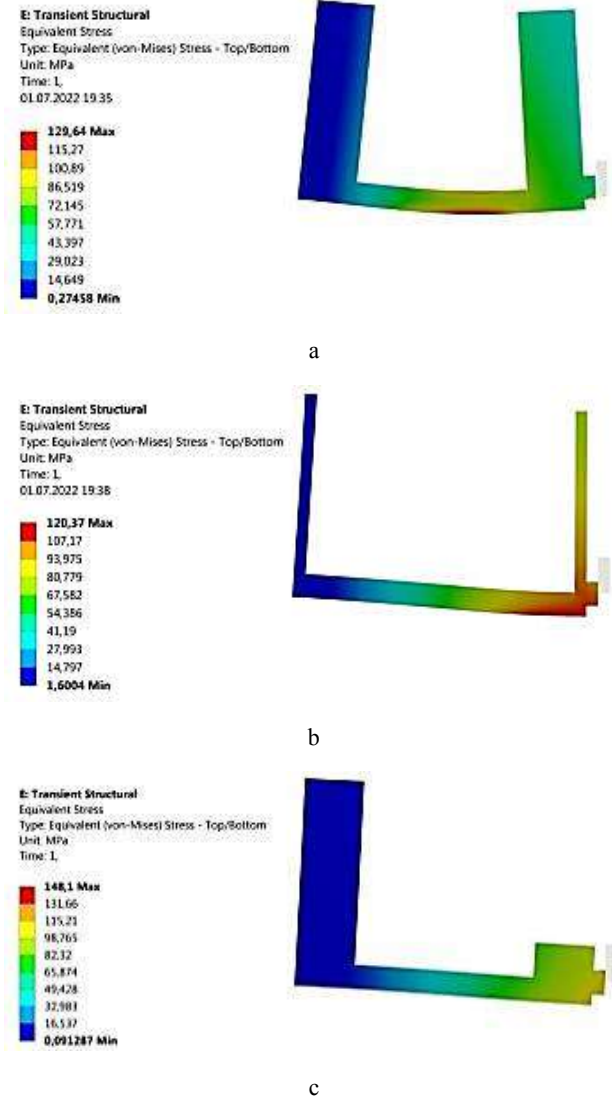 E: Transient Structural
Equivalent Stress
Type: Equivalent (von-Mises) Stress - Top/Bottom
Unit: MPa
Time: 1,
01.07.2022 19:35
129,64 Max
115,27
100,89
86,519
72,145
57,771
43,397
29,023
14,649
0,27458 Min
a
E: Transient Structural
Equivalent Stress
Type: Equivalent (von-Mises) Stress - Top/Bottom
Unit: MPa
Time: 1,
01.07.2022 19:38
120,37 Max
107,17
93,975
80,779
67,582
54,386
41,19
27,993
14,797
1,6004 Min
b
E: Transient Structural
Equivalent Stress
Type: Equivalent (von-Mises) Stress - Top/Bottom
Unit: MPa
Time: 1,
148,1 Max
131,66
115,21
98,765
82,32
65,874
49,428
32,983
16,537
0,091287 Min
c